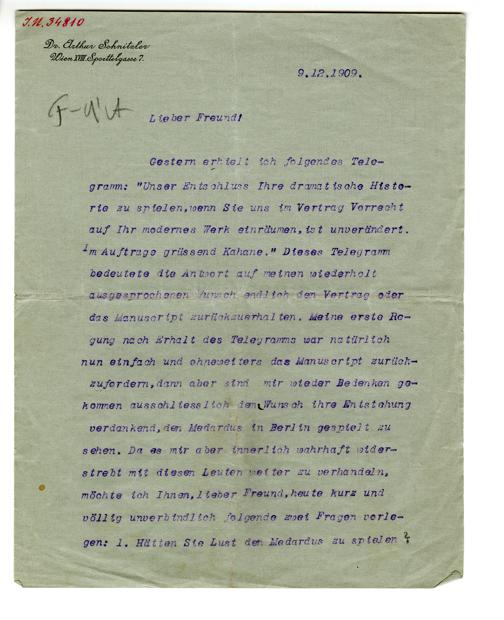 I.N. 34810
Dr. Arthur Schnitzler
Wien XVIII. Spoettelgasse 7.
9.12.1909.
Lieber Freund!
Gestern erhielt ich folgendes Tele-
gramm: "Unser Entschluss Ihre dramatische Histo-
rie zu spielen,wenn Sie uns im Vertrag Vorrecht
auf Ihr modernes Werk einräumen,ist unverändert.
Im Auftrage grüssend Kahane." Dieses Telegramm
bedeutete die Antwort auf meinen wiederholt
ausgesprochenen Wunsch endlich den Vertrag oder
das Manuscript zurückzuerhalten. Meine erste Re-
gung nach Erhalt des Telegramms war natürlich
nun einfach und ohneweiters das Manuscript zurück-
zufordern,dann aber sind mir wieder Bedenken ge-
kommen ausschliesslich dem Wunsch ihre Entstehung
verdankend,den Medardus in Berlin gespielt zu
sehen. Da es mir aber innerlich wahrhaft wider-
strebt mit diesen Leuten weiter zu verhandeln,
möchte ich Ihnen,lieber Freund,heute kurz und
völlig unverbindlich folgende zwei Fragen vorle-
gen: 1. Hätten Sie Lust den Medardus zu spielen?